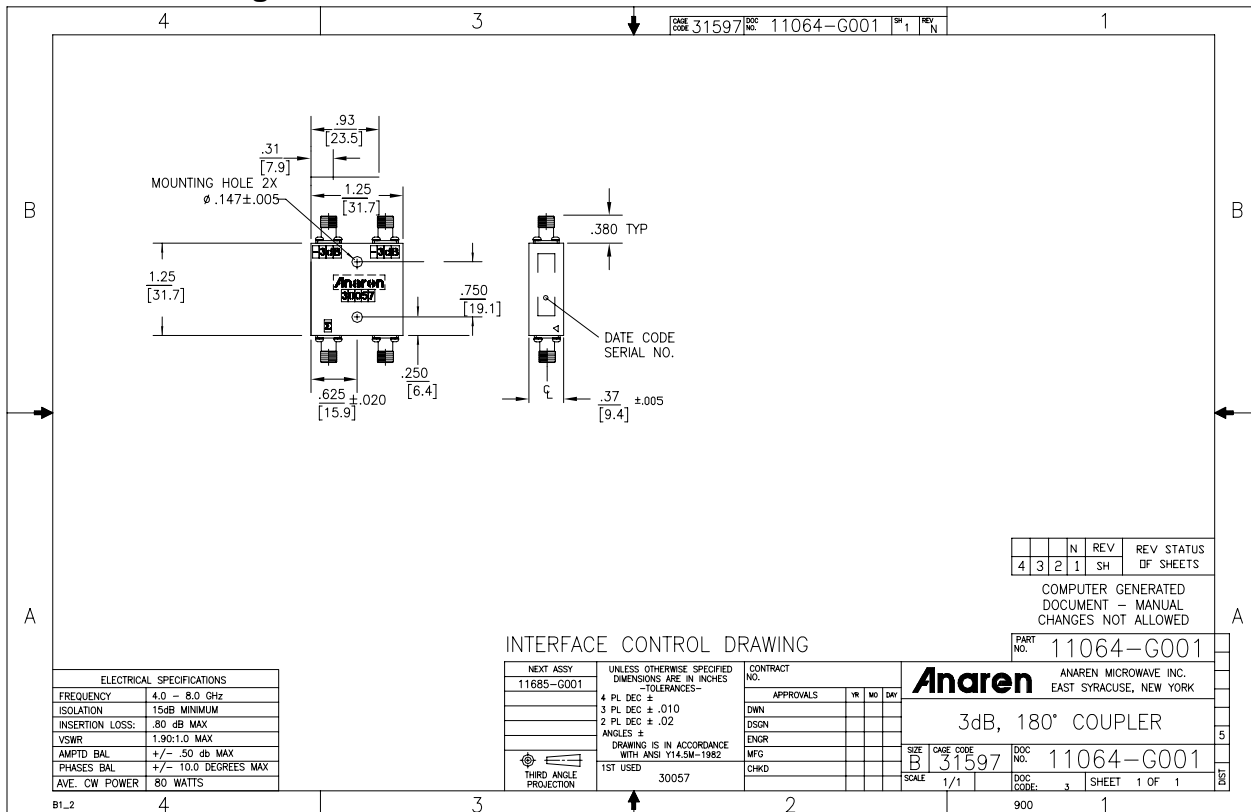 4
3
1
CAGE CODE 31597 DOC NO. 11064-G001 SH 1 REV N
.93
[23.5]
.31
[7.9]
MOUNTING HOLE 2X
ø .147±.005
1.25
[31.7]
.380 TYP
B
B
-3dB
-3dB
Anaren
30057
Σ
Δ
1.25
[31.7]
.750
[19.1]
DATE CODE
SERIAL NO.
.250
[6.4]
.625 ±.020
[15.9]
℄
.37 ±.005
[9.4]
N REV REV STATUS
4 3 2 1 SH OF SHEETS
COMPUTER GENERATED
DOCUMENT - MANUAL
CHANGES NOT ALLOWED
A
A
INTERFACE CONTROL DRAWING
PART NO. 11064-G001
ELECTRICAL SPECIFICATIONS
FREQUENCY 4.0 - 8.0 GHz
ISOLATION 15dB MINIMUM
INSERTION LOSS: .80 dB MAX
VSWR 1.90:1.0 MAX
AMPTD BAL +/- .50 db MAX
PHASES BAL +/- 10.0 DEGREES MAX
AVE. CW POWER 80 WATTS
NEXT ASSY
11685-G001
THIRD ANGLE
PROJECTION
UNLESS OTHERWISE SPECIFIED
DIMENSIONS ARE IN INCHES
-TOLERANCES-
4 PL DEC ±
3 PL DEC ± .010
2 PL DEC ± .02
ANGLES ±
DRAWING IS IN ACCORDANCE
WITH ANSI Y14.5M-1982
1ST USED
30057
CONTRACT
NO.
APPROVALS YR MO DAY
DWN
DSGN
ENGR
MFG
CHKD
Anaren
ANAREN MICROWAVE INC.
EAST SYRACUSE, NEW YORK
3dB, 180° COUPLER
SIZE B CAGE CODE 31597 DOC NO. 11064-G001
SCALE 1/1 DOC CODE: 3 SHEET 1 OF 1
5
DIST
B1_2
4
3
2
900
1